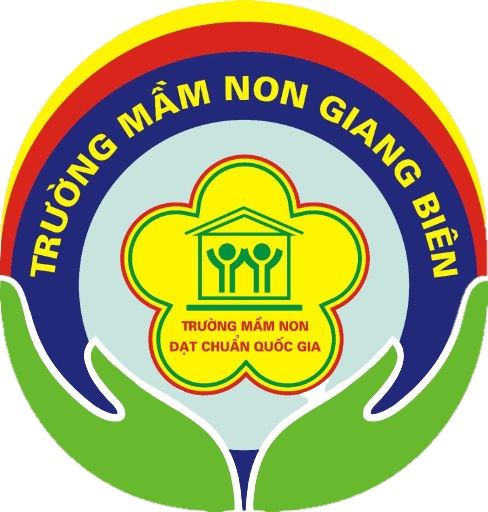 TRƯỜNG MẦM NON GIANG BIÊN
TRƯỜNG MẦM NON
ĐẠT CHUẨN QUỐC GIA